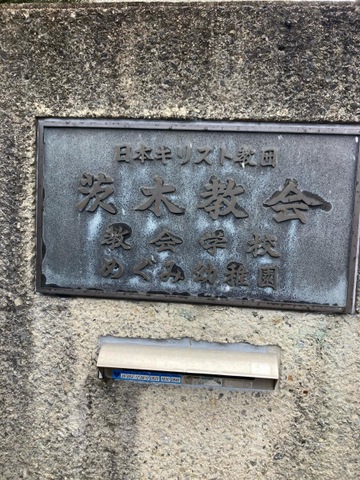 日本キリスト教団
茨木教会
教会学校
めぐみ幼稚園